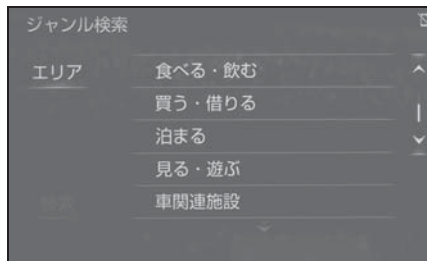 ジャンル検索
エリア
食べる・飲む
買う・借りる
泊まる
見る・遊ぶ
車関連施設